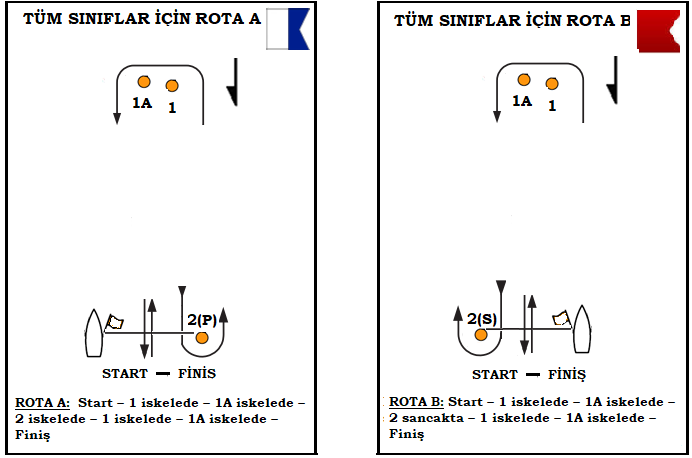 TÜM SINIFLAR İÇİN ROTA A
1A
1
2(P)
START – FİNİS
ROTA A: Start – 1 iskelede – 1A iskelede –
2 iskelede – 1 iskelede – 1A iskelede –
Finiş
TÜM SINIFLAR İÇİN ROTA B
1A
1
2(S)
START – FİNİŞ
ROTA B: Start – 1 iskelede – 1A iskelede –
2 sancakta – 1 iskelede – 1A iskelede –
Finiş